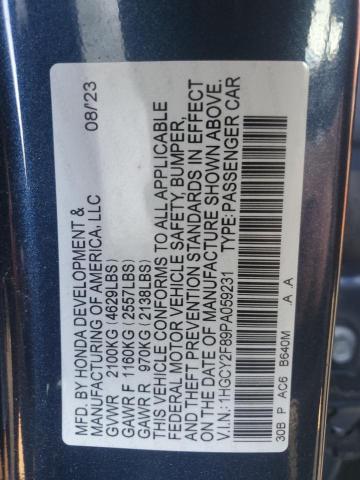 MFD. BY HONDA DEVELOPMENT &
MANUFACTURING OF AMERICA, LLC 08/'23
GVWR 2100KG (4629LBS)
GAWR F 1160KG (2557LBS)
GAWR R 970KG (2138LBS)
THIS VEHICLE CONFORMS TO ALL APPLICABLE
FEDERAL MOTOR VEHICLE SAFETY, BUMPER,
AND THEFT PREVENTION STANDARDS IN EFFECT
ON THE DATE OF MANUFACTURE SHOWN ABOVE.
V.I.N.: 1HGCY2F89PA059231 TYPE: PASSENGER CAR
30B P AC6 B640M .A .A